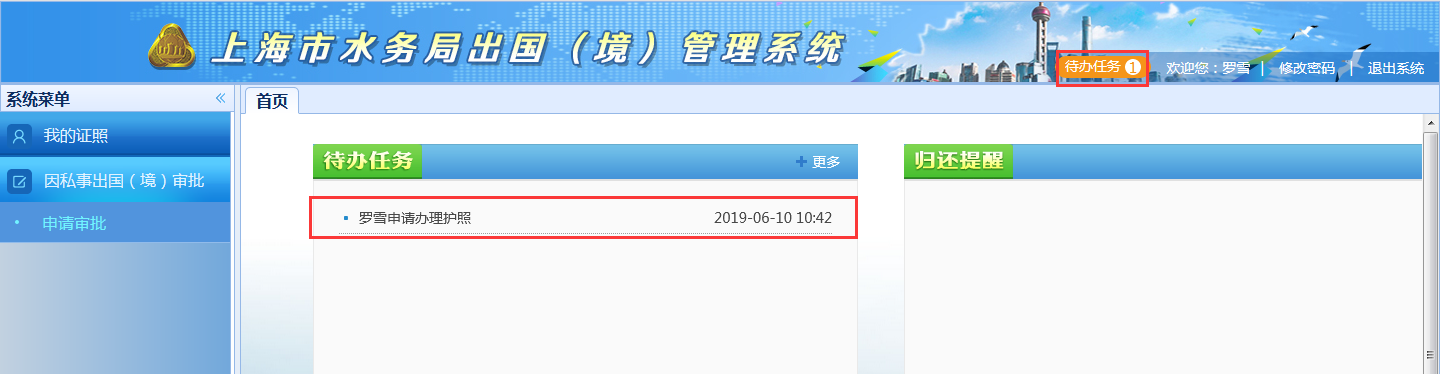 上海市水务局出国（境）管理系统
待办任务 1 欢迎您：罗雪 | 修改密码 | 退出系统
系统菜单
首页
我的证照
因私事出国（境）审批
申请审批
待办任务
更多
罗雪申请办理护照 2019-06-10 10:42
归还提醒